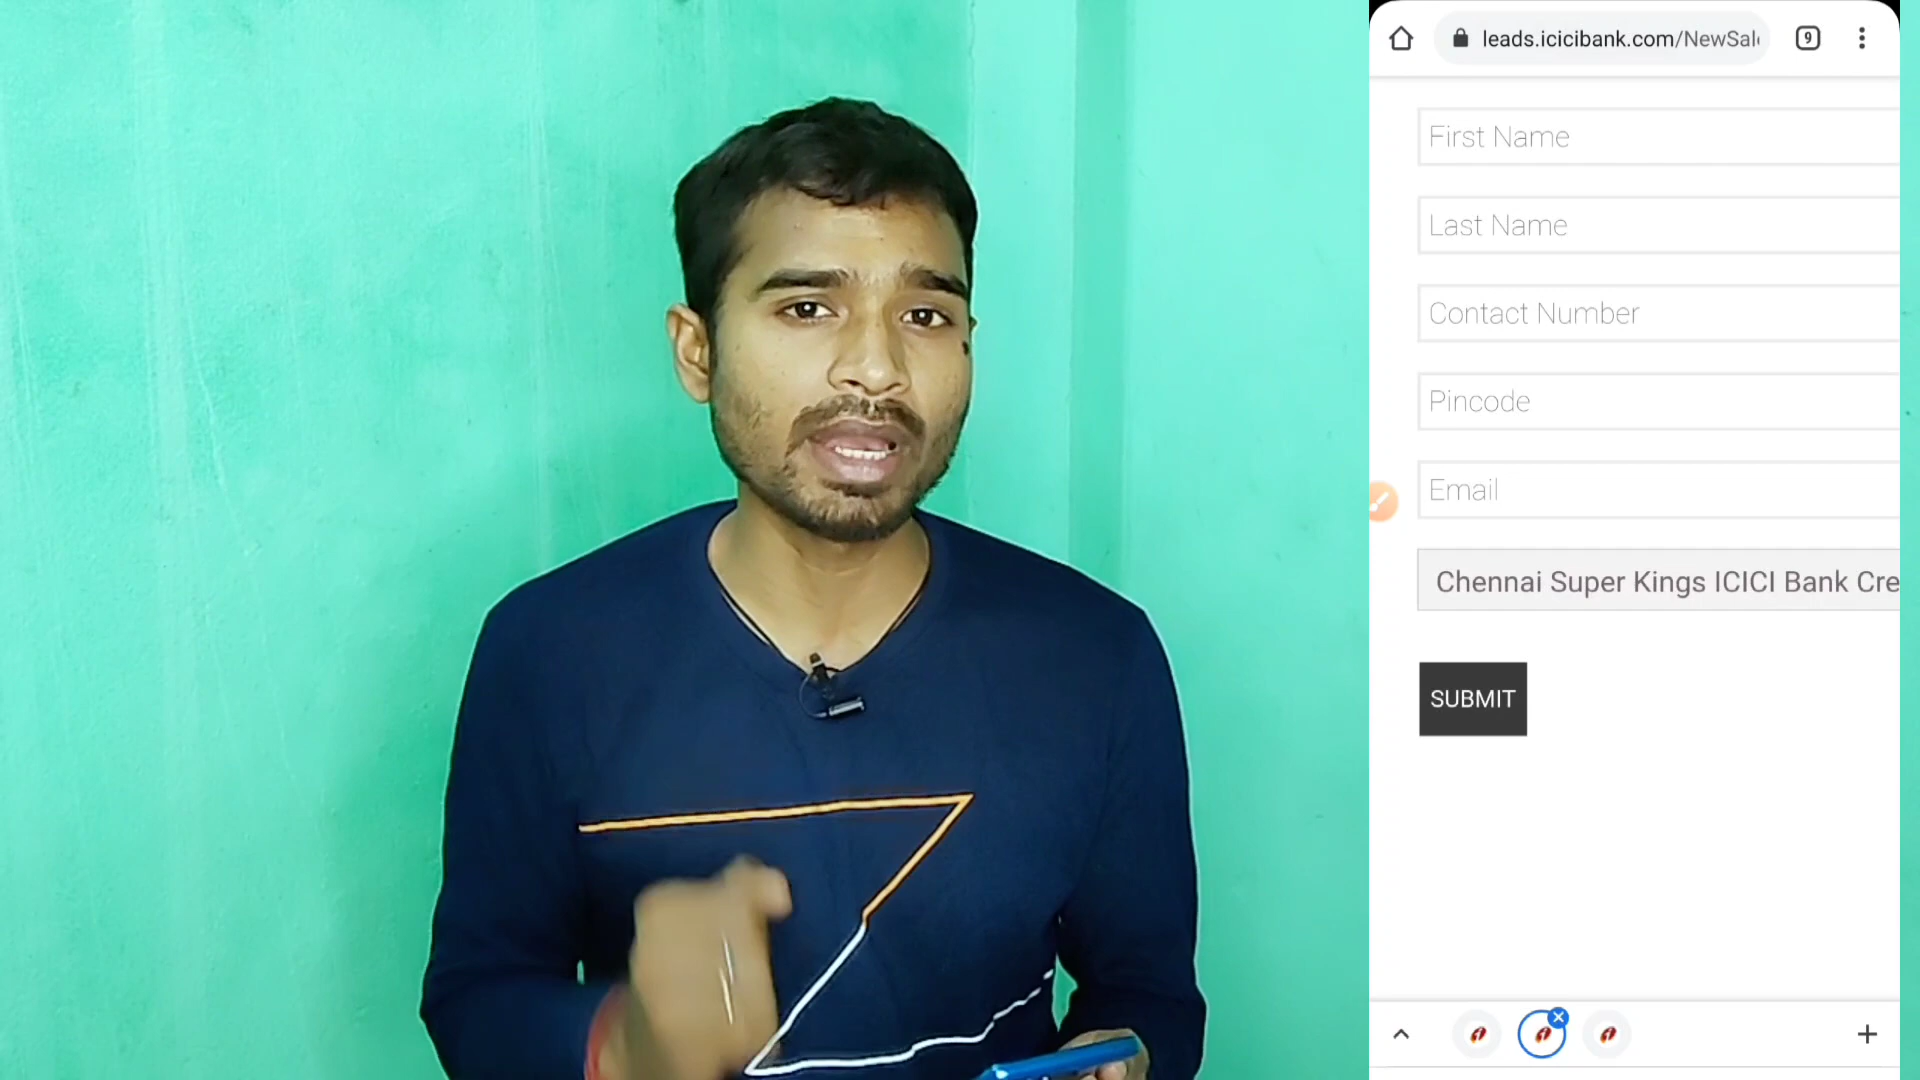 leads.icicibank.com/NewSal
9
First Name
Last Name
Contact Number
Pincode
Email
Chennai Super Kings ICICI Bank Cre
SUBMIT